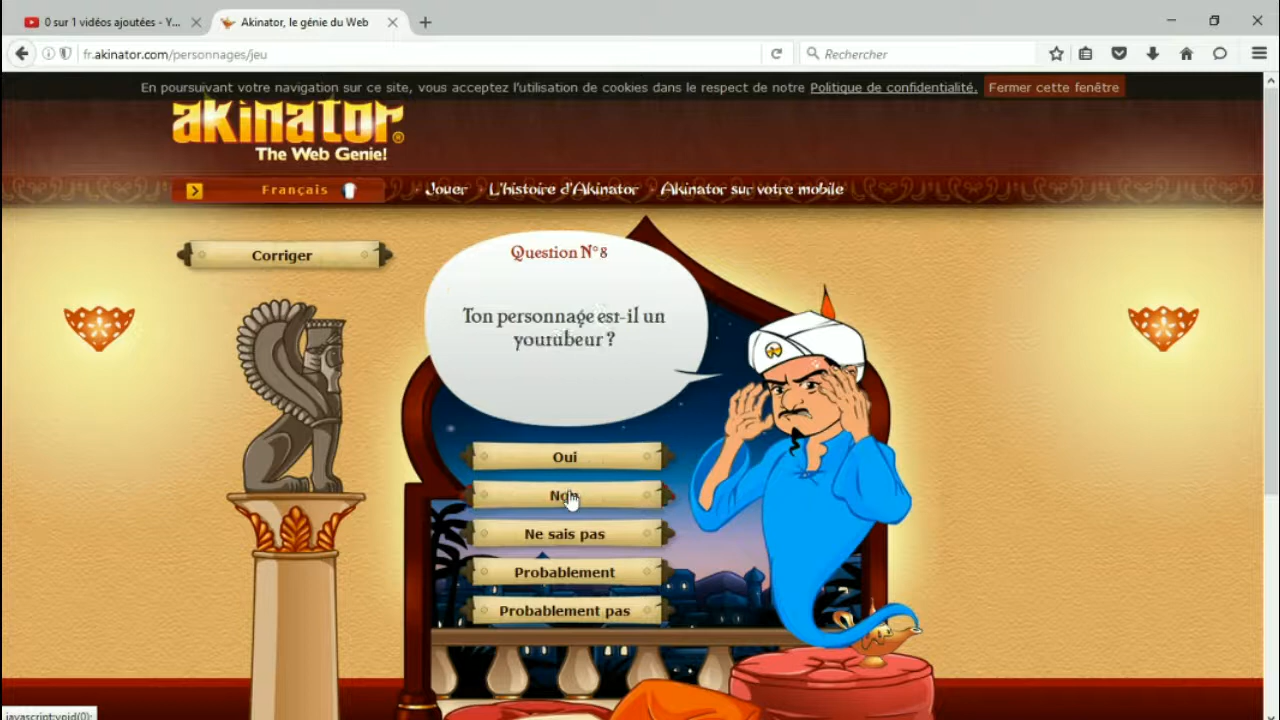 0 sur 1 vidéos ajoutées - Y...
Akinator, le génie du Web
fr.akinator.com/personnages/jeu
Rechercher
En poursuivant votre navigation sur ce site, vous acceptez l'utilisation de cookies dans le respect de notre Politique de confidentialité. Fermer cette fenêtre
akinator®
The Web Genie!
Français
Jouer
L'histoire d'Akinator
Akinator sur votre mobile
Corriger
Question N°8
Ton personnage est-il un
youtubeur ?
Oui
Non
Ne sais pas
Probablement
Probablement pas
javascript:void(0);